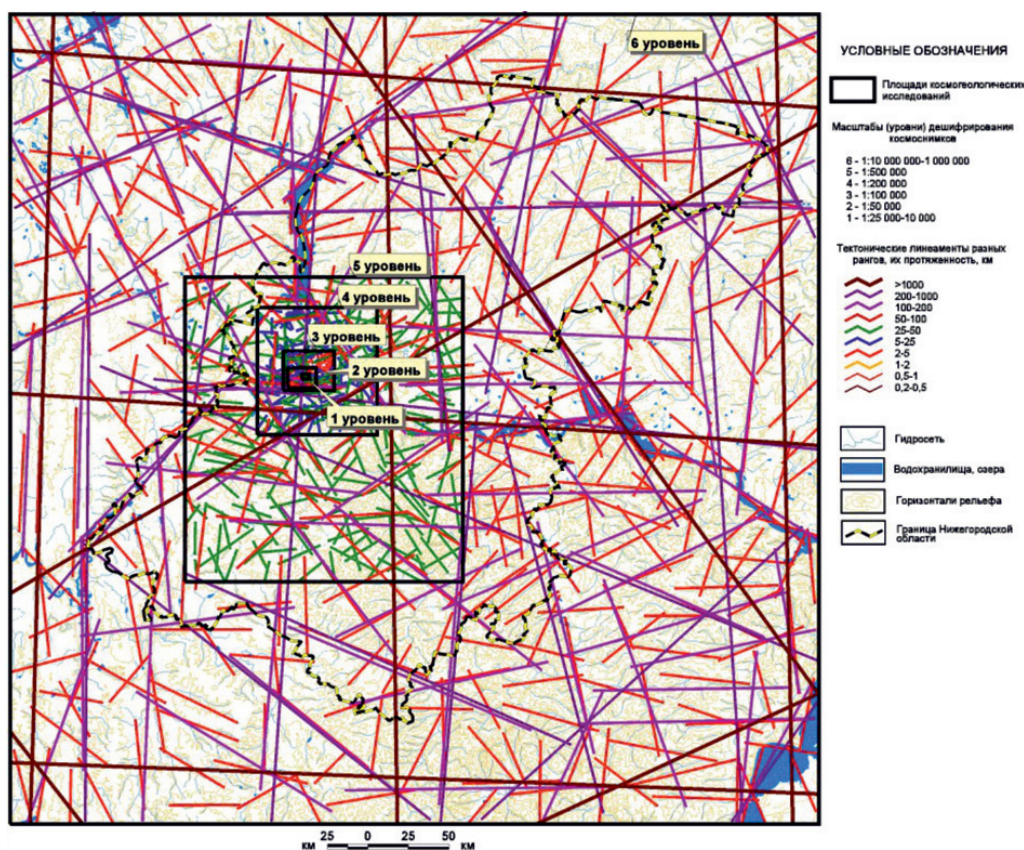 6 уровень
5 уровень
4 уровень
3 уровень
2 уровень
1 уровень
УСЛОВНЫЕ ОБОЗНАЧЕНИЯ
Площади космогеологических
исследований
Масштабы (уровни) дешифрирования
космоснимков
6 - 1:10 000 000-1 000 000
5 - 1:500 000
4 - 1:200 000
3 - 1:100 000
2 - 1:50 000
1 - 1:25 000-10 000
Тектонические линеаменты разных
рангов, их протяженность, км
>1000
200-1000
100-200
50-100
25-50
5-25
2-5
1-2
0,5-1
0,2-0,5
Гидросеть
Водохранилища, озера
Горизонтали рельефа
Граница Нижегородской
области
25 0 25 50
км км